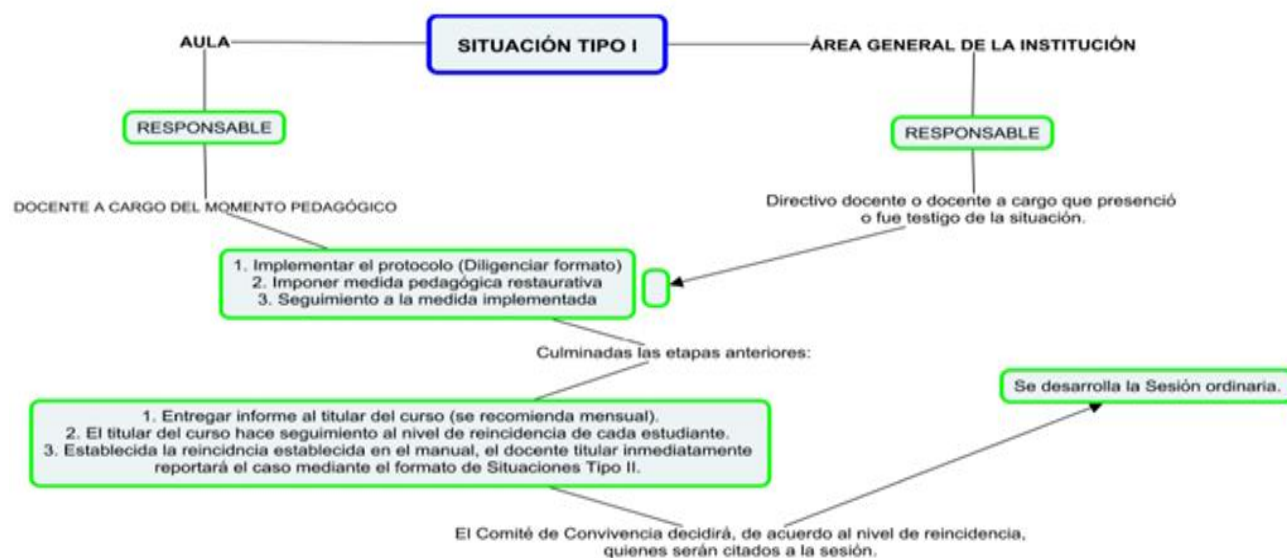 SITUACIÓN TIPO I
AULA
ÁREA GENERAL DE LA INSTITUCIÓN
RESPONSABLE
RESPONSABLE
DOCENTE A CARGO DEL MOMENTO PEDAGÓGICO
Directivo docente o docente a cargo que presenció
o fue testigo de la situación.
1. Implementar el protocolo (Diligenciar formato)
2. Imponer medida pedagógica restaurativa
3. Seguimiento a la medida implementada
Culminadas las etapas anteriores:
Se desarrolla la Sesión ordinaria.
1. Entregar informe al titular del curso (se recomienda mensual).
2. El titular del curso hace seguimiento al nivel de reincidencia de cada estudiante.
3. Establecida la reincidncia establecida en el manual, el docente titular inmediatamente
reportará el caso mediante el formato de Situaciones Tipo II.
El Comité de Convivencia decidirá, de acuerdo al nivel de reincidencia,
quienes serán citados a la sesión.